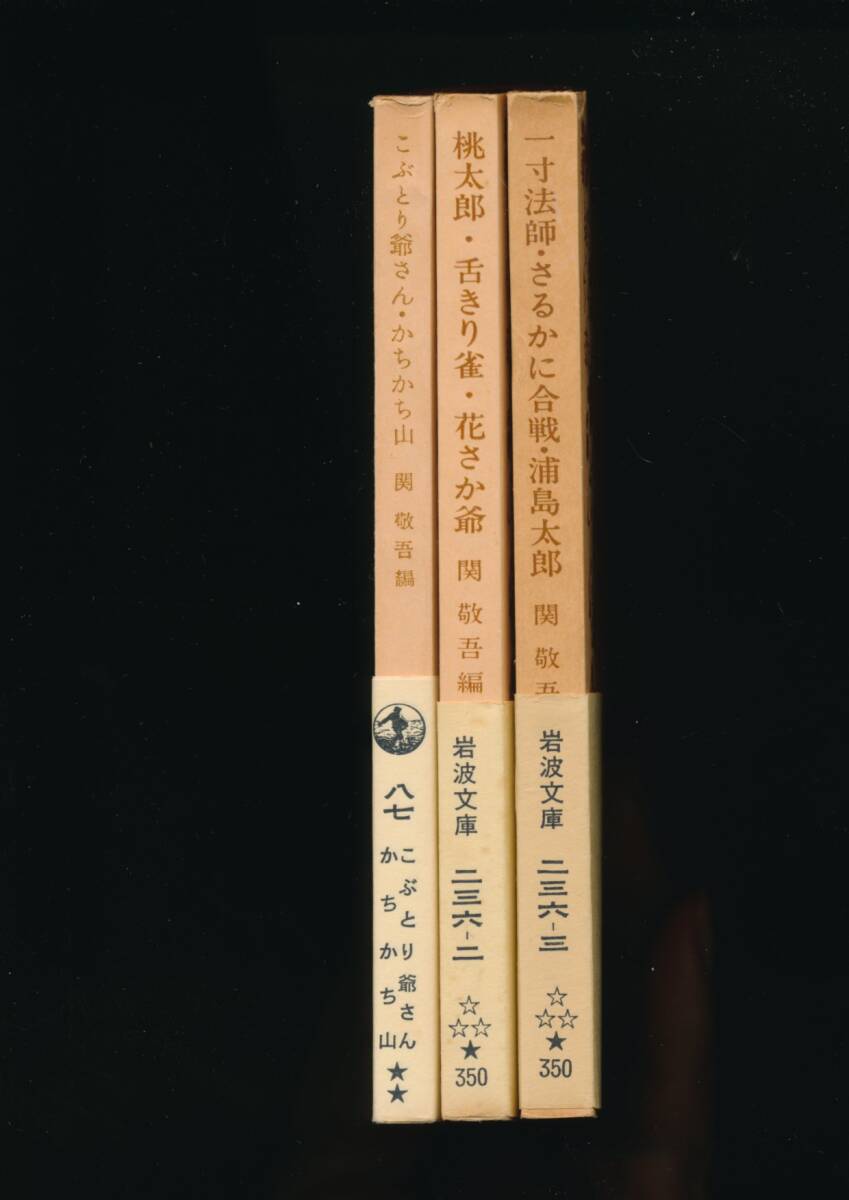 こぶとり爺さん・かちかち山 関 敬吾編
八七
こぶとり爺さん
かちかち山
★★
桃太郎・舌きり雀・花さか爺 関 敬吾編
岩波文庫
二三六-二
☆
☆☆
★
350
一寸法師・さるかに合戦・浦島太郎 関 敬吾
岩波文庫
二三六-三
☆
☆☆
★
350